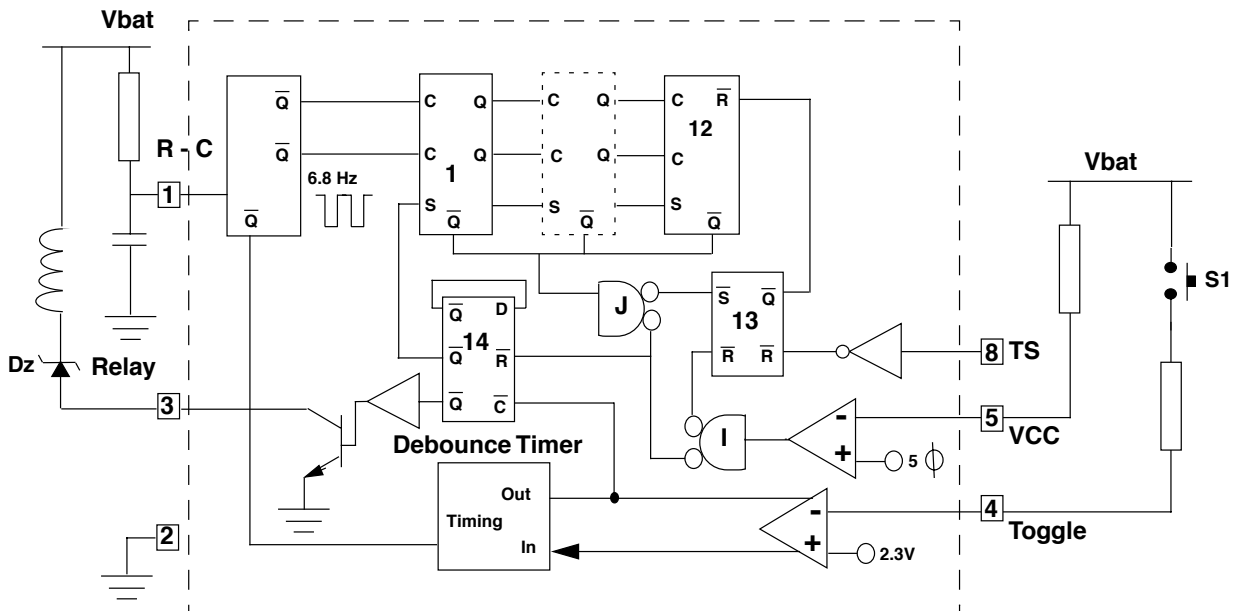 Vbat
R - C
1
6.8 Hz
Q̅
Q̅
Q̅
C
Q
C
Q
1
S
Q̅
C
Q
C
Q
S
Q̅
C
R̅
12
C
S
Q̅
Vbat
S1
J
S̅
Q̅
13
R̅
R̅
8
TS
Q̅
D
14
Q̅
R̅
Q̅
C̅
Dz
Relay
3
I
-
+
5
VCC
5 ϕ
Debounce Timer
Out
Timing
In
-
+
2.3V
4
Toggle
2